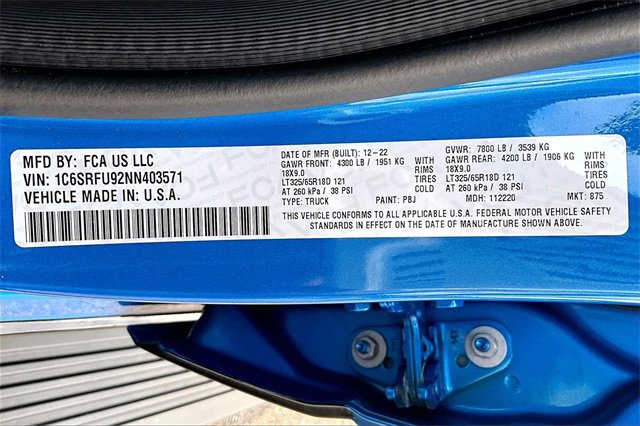 MFD BY: FCA US LLC
VIN: 1C6SRFU92NN403571
VEHICLE MADE IN: U.S.A.
DATE OF MFR (BUILT): 12-22
GAWR FRONT: 4300 LB / 1951 KG WITH
18X9.0 RIMS
LT325/65R18D 121 TIRES
AT 260 kPa / 38 PSI COLD
TYPE: TRUCK PAINT: PBJ
GVWR: 7800 LB / 3539 KG
GAWR REAR: 4200 LB / 1906 KG WITH
18X9.0 RIMS
LT325/65R18D 121 TIRES
AT 260 kPa / 38 PSI COLD
MDH: 112220 MKT: 875
THIS VEHICLE CONFORMS TO ALL APPLICABLE U.S.A. FEDERAL MOTOR VEHICLE SAFETY
STANDARDS IN EFFECT ON THE DATE OF MANUFACTURE SHOWN ABOVE.